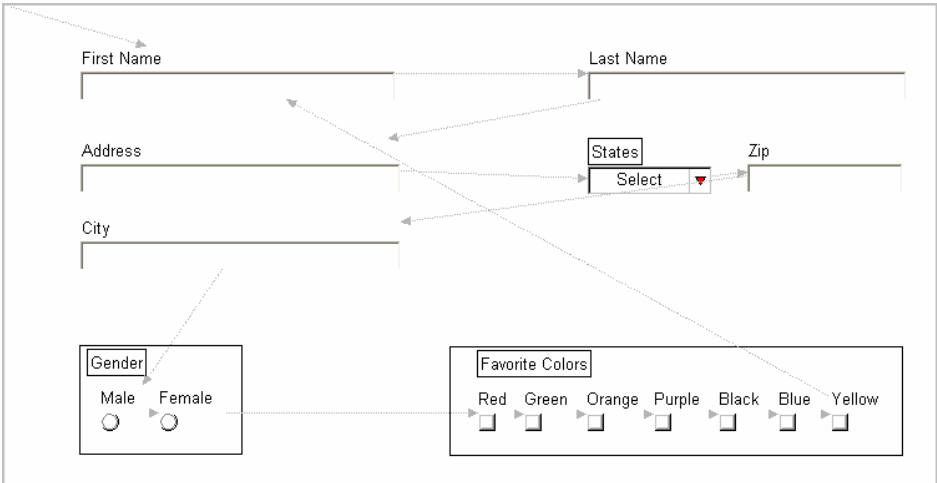 First Name Last Name
Address States Zip
Select
City
Gender Favorite Colors
Male Female Red Green Orange Purple Black Blue Yellow